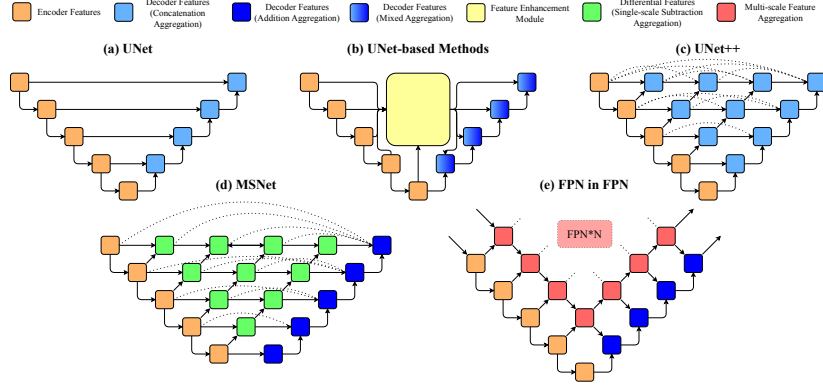 Encoder Features
Decoder Features
(Concatenation
Aggregation)
Decoder Features
(Addition Aggregation)
Decoder Features
(Mixed Aggregation)
Feature Enhancement
Module
Differential Features
(Single-scale Subtraction
Aggregation)
Multi-scale Feature
Aggregation
(a) UNet
(b) UNet-based Methods
(c) UNet++
(d) MSNet
(e) FPN in FPN
FPN*N